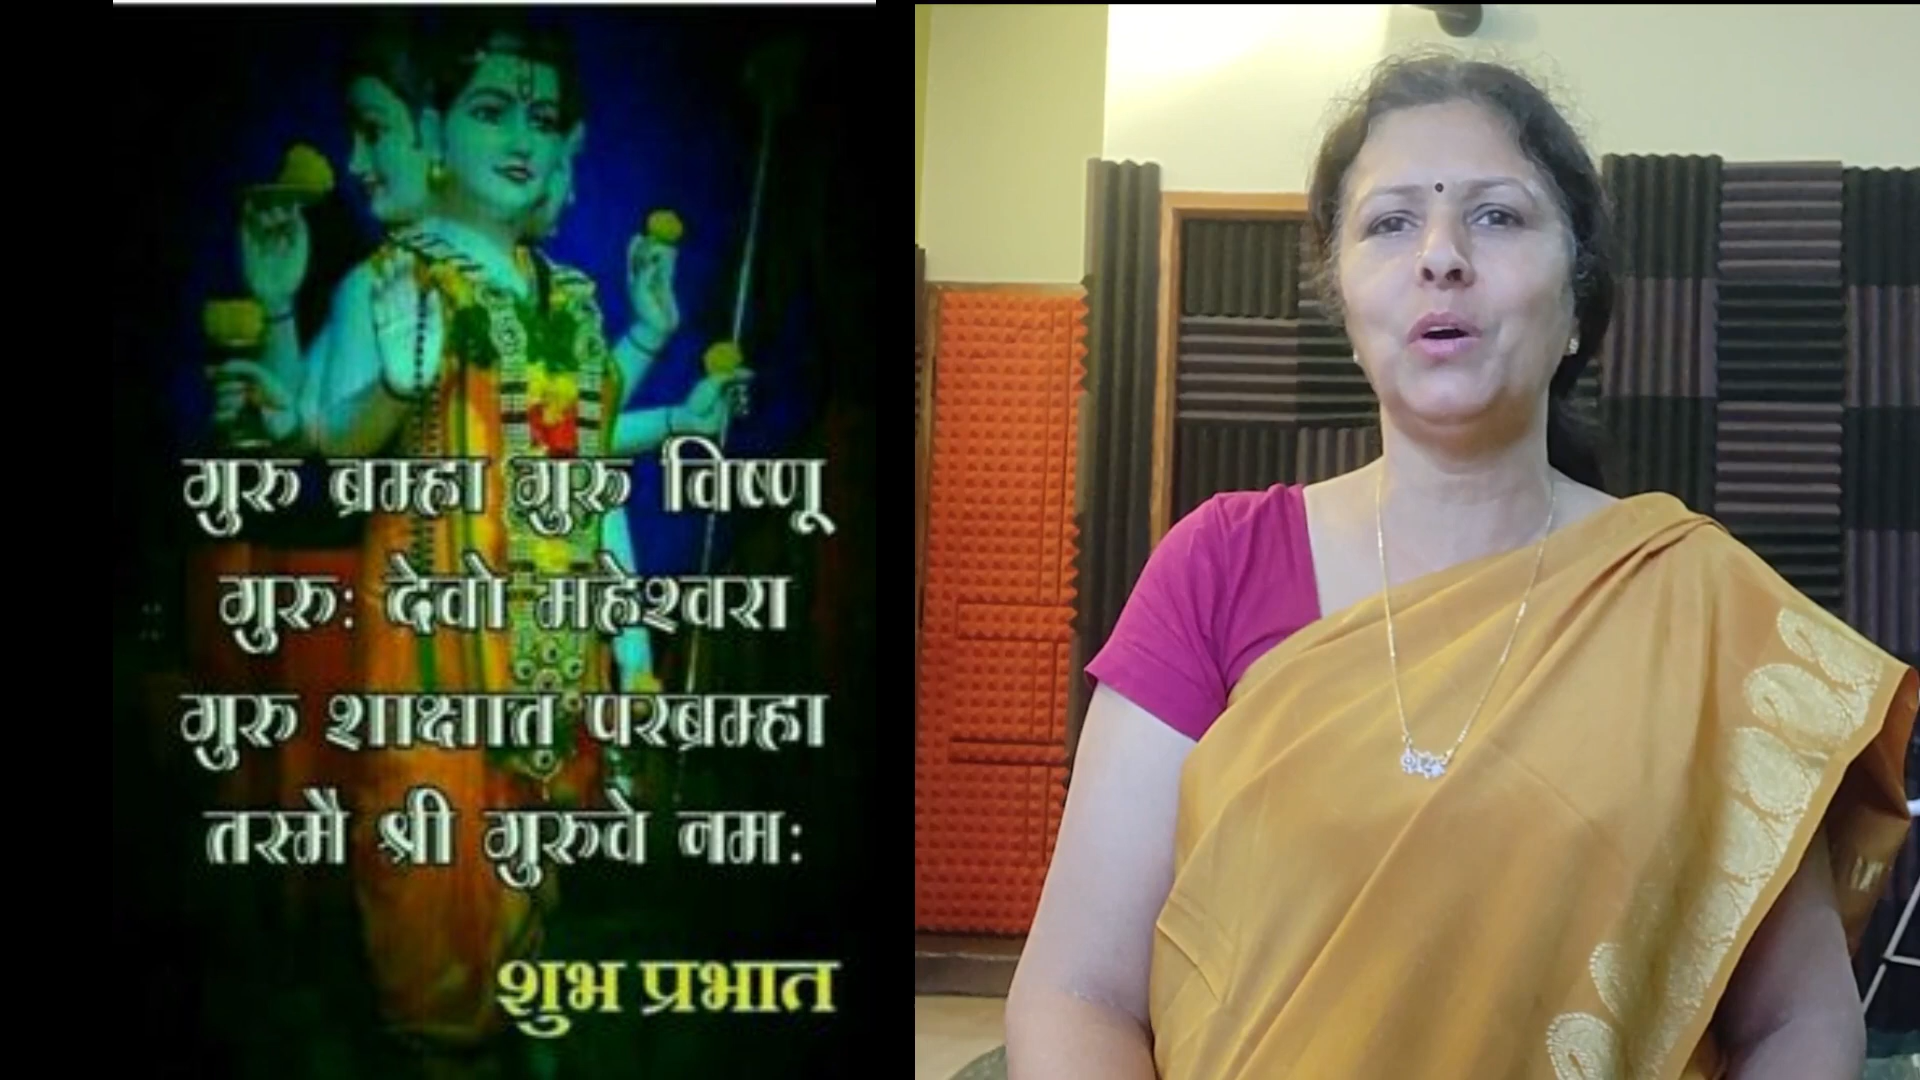 गुरु ब्रम्हा गुरु विष्णू
गुरुः देवो महेश्वरा
गुरु शाक्षात् परब्रम्हा
तस्मै श्री गुरुवे नमः
शुभ प्रभात